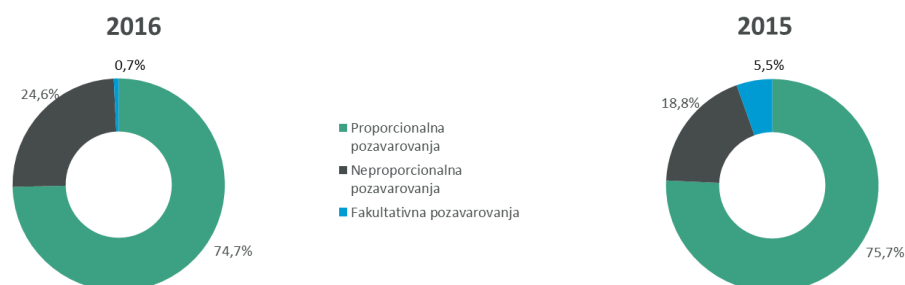 2016
0,7%
24,6%
74,7%
Proporcionalna
pozavarovanja
Neproporcionalna
pozavarovanja
Fakultativna pozavarovanja
2015
5,5%
18,8%
75,7%